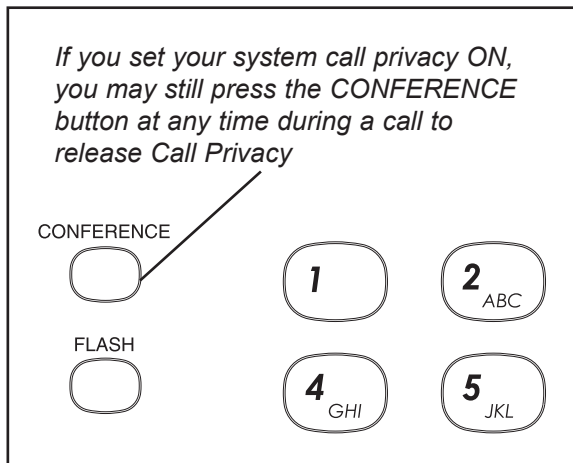 If you set your system call privacy ON,
you may still press the CONFERENCE
button at any time during a call to
release Call Privacy
CONFERENCE
1
2 ABC
FLASH
4 GHI
5 JKL